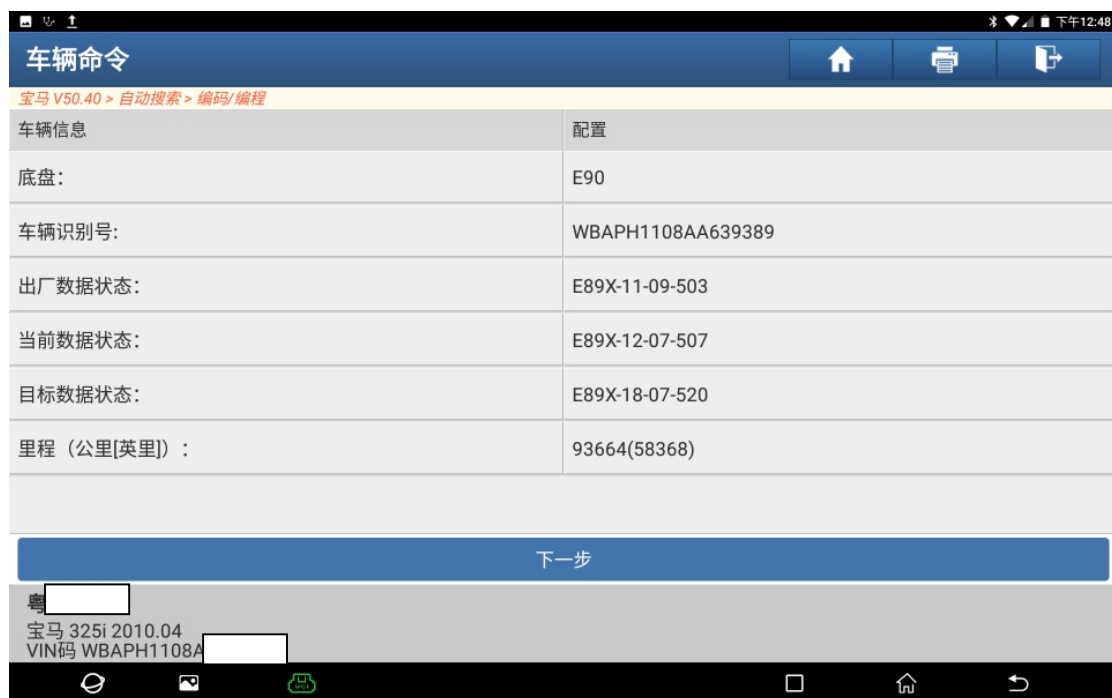 下午12:48
车辆命令
宝马 V50.40 > 自动搜索 > 编码/编程
车辆信息 配置
底盘： E90
车辆识别号: WBAPH1108AA639389
出厂数据状态： E89X-11-09-503
当前数据状态： E89X-12-07-507
目标数据状态： E89X-18-07-520
里程（公里[英里]）： 93664(58368)
下一步
粤
宝马 325i 2010.04
VIN码 WBAPH1108A
VCI